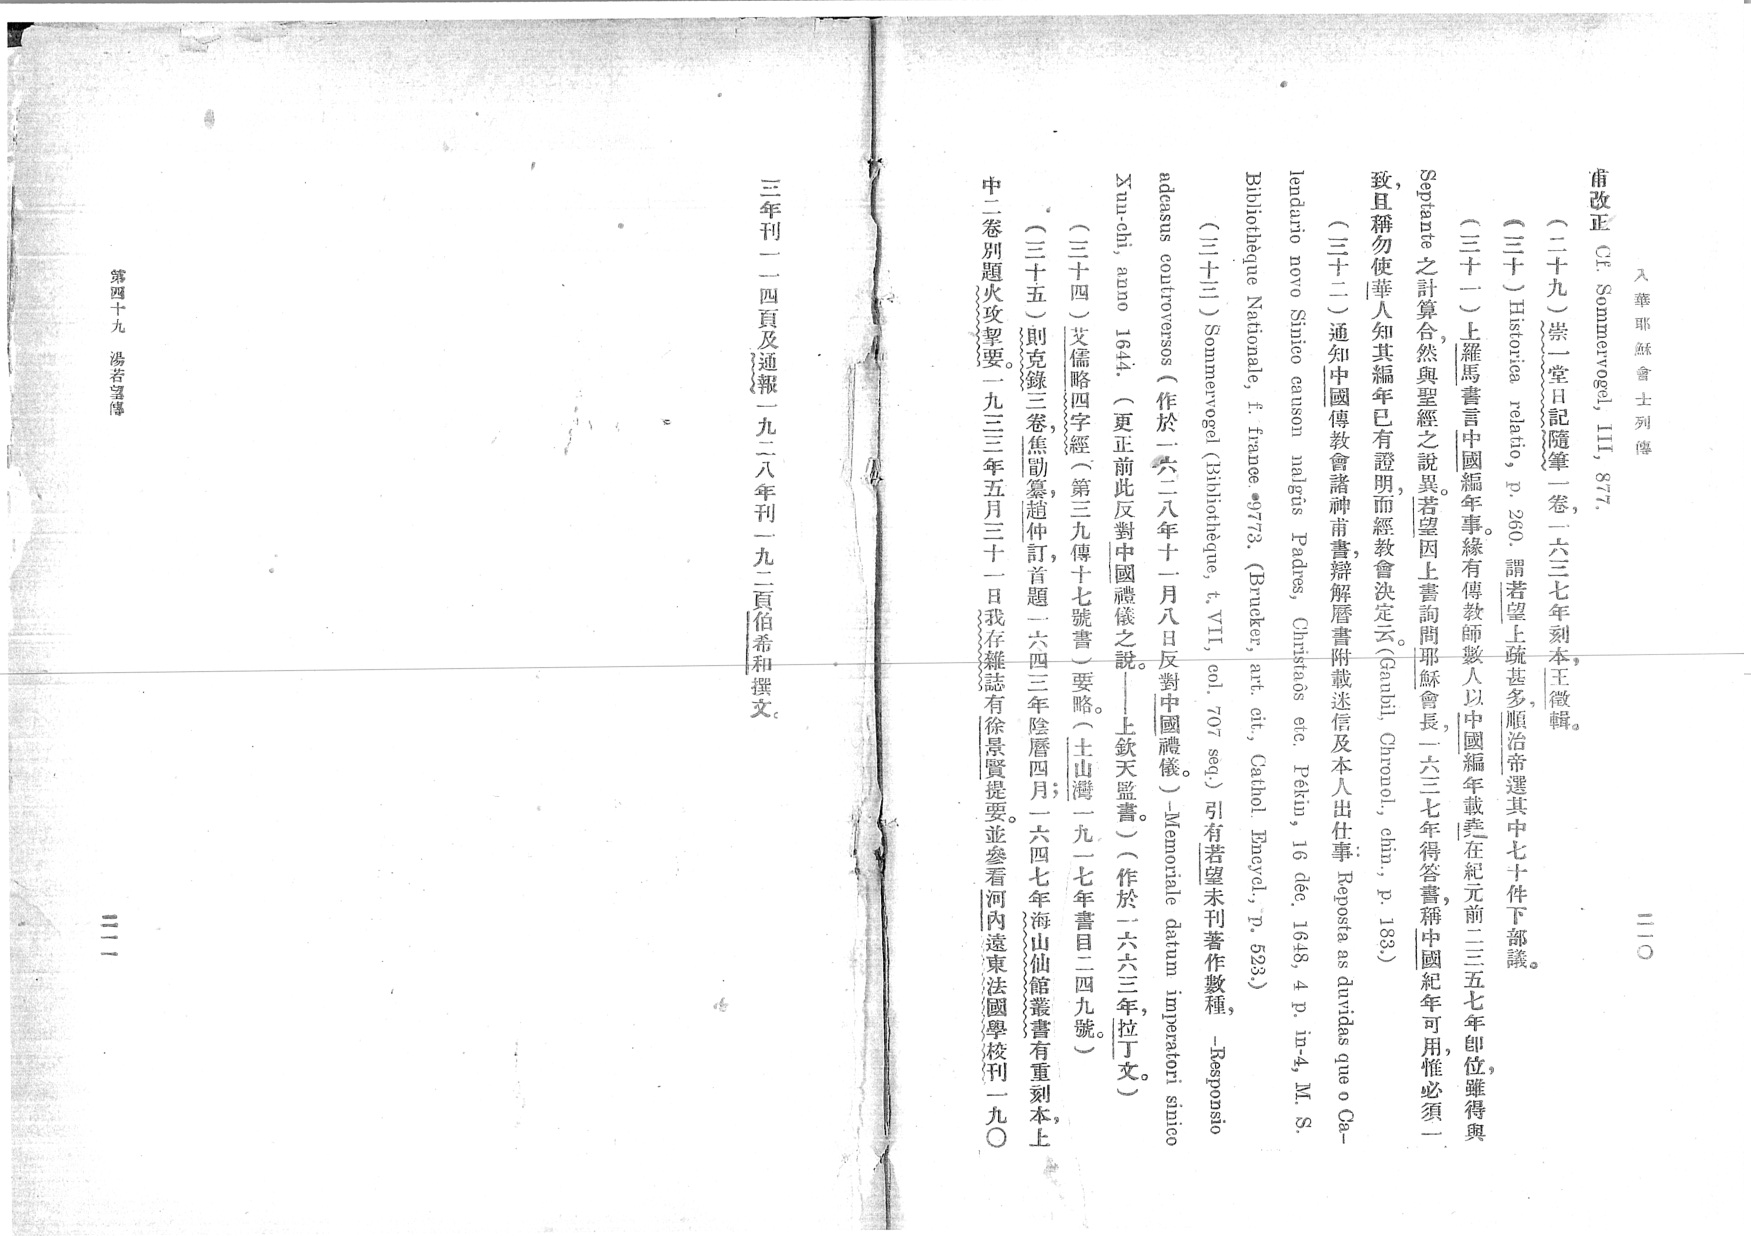 入華耶穌會士列傳
二一〇
甫改正 Cf. Sommervogel, III, 877.
(二十九)崇一堂日記隨筆一卷,一六三七年刻本,王徵輯。
(三十)Historica relatio, p. 260. 謂若望上疏甚多,順治帝選其中七十件下部議。
(三十一)上羅馬書言中國編年事。緣有傳教師數人以中國編年載堯在紀元前二三五七年卽位,雖得與
Septante 之計算合,然與聖經之說異。若望因上書詢問耶穌會長,一六三七年得答書,稱中國紀年可用,惟必須一
致,且稱勿使華人知其編年已有證明,而經教會決定云。(Gaubil, Chronol., chin., p. 183.)
(三十二)通知中國傳教會諸神甫書,辯解曆書附載迷信及本人出仕事:Reposta as duvidas que o Ca-
lendario novo Sinico causon nalgūs Padres, Christaôs etc. Pékin, 16 déc. 1648, 4 p. in-4, M. S.
Bibliothèque Nationale, f. france. 9773. (Brucker, art. cit., Cathol. Encycl., p. 523.)
(三十三)Sommervogel (Bibliothèque, t. VII, col. 707 seq.) 引有若望未刊著作數種,-Responsio
adcasus controversos (作於一六二八年十一月八日反對中國禮儀。)-Memoriale datum imperatori sinico
Xun-chi, anno 1644. (更正前此反對中國禮儀之說。——上欽天監書。)(作於一六六三年,拉丁文。)
(三十四)艾儒略四字經(第三九傳十七號書)要略。(土山灣一九一七年書目二四九號。)
(三十五)則克錄三卷,焦勖纂,趙仲訂,首題一六四三年陰曆四月;一六四七年海山仙館叢書有重刻本,上
中二卷別題火攻挈要。一九三三年五月三十一日我存雜誌有徐景賢提要。並參看河內遠東法國學校刊一九〇
三年刊一一四頁及通報一九二八年刊一九二頁伯希和撰文。
第四十九 湯若望傳
二一一